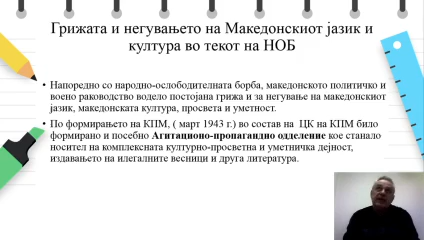 Грижата и негувањето на Македонскиот јазик и
култура во текот на НОБ
• Напоредно со народно-ослободителната борба, македонското политичко и
воено раководство водело постојана грижа и за негување на македонскиот
јазик, македонската култура, просвета и уметност.
• По формирањето на КПМ, ( март 1943 г.) во состав на ЦК на КПМ било
формирано и посебно Агитационо-пропагандно одделение кое станало
носител на комплексната културно-просветна и уметничка дејност,
издавањето на илегалните весници и друга литература.